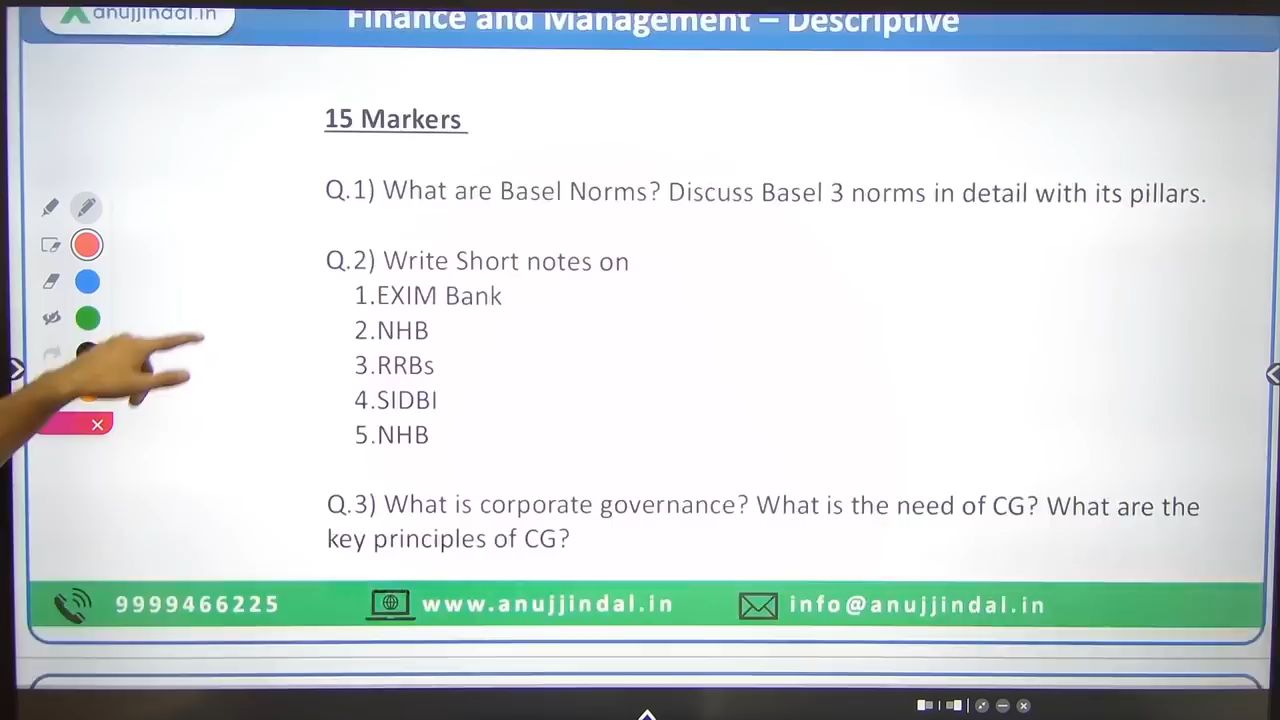 anujjindal.in
Finance and Management – Descriptive
15 Markers
Q.1) What are Basel Norms? Discuss Basel 3 norms in detail with its pillars.
Q.2) Write Short notes on
1.EXIM Bank
2.NHB
3.RRBs
4.SIDBI
5.NHB
Q.3) What is corporate governance? What is the need of CG? What are the
key principles of CG?
9999466225 www.anujjindal.in info@anujjindal.in